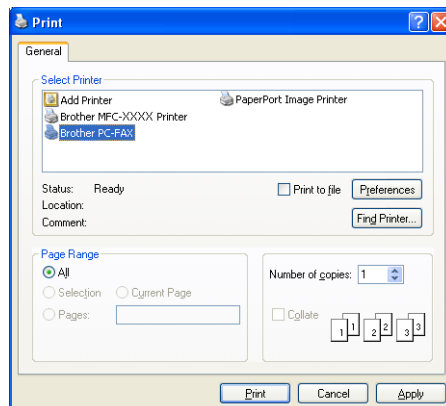 Print
General
Select Printer
Add Printer
PaperPort Image Printer
Brother MFC-XXXX Printer
Brother PC-FAX
Status: Ready
Print to file
Preferences
Location:
Comment:
Find Printer...
Page Range
All
Selection
Current Page
Pages:
Number of copies: 1
Collate
1 1 2 2 3 3
Print
Cancel
Apply